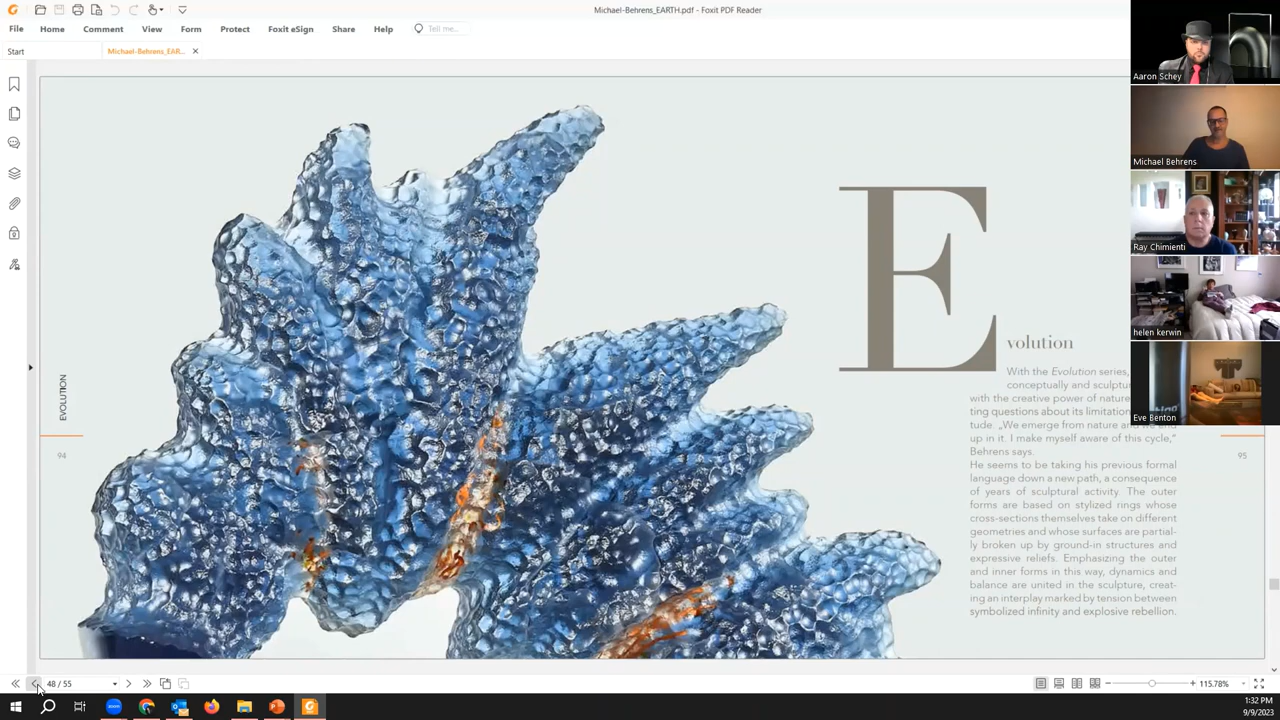 Michael-Behrens_EARTH.pdf - Foxit PDF Reader
File Home Comment View Form Protect Foxit eSign Share Help Tell me...
Start Michael-Behrens_EAR...
Aaron Schey
Michael Behrens
Ray Chimienti
helen kerwin
Eve Benton
EVOLUTION
94
E
volution
With the Evolution series,
conceptually and
with the creative power of nature
ting questions about its
tude. „We emerge from nature and
up in it. I make myself aware of this cycle,”
Behrens says.
He seems to be taking his previous formal
language down a new path, a consequence
of years of sculptural activity. The outer
forms are based on stylized rings whose
cross-sections themselves take on different
geometries and whose surfaces are partial-
ly broken up by ground-in structures and
expressive reliefs. Emphasizing the outer
and inner forms in this way, dynamics and
balance are united in the sculpture, creat-
ing an interplay marked by tension between
symbolized infinity and explosive rebellion.
95
48 / 55
115.78%
1:32 PM
9/9/2023